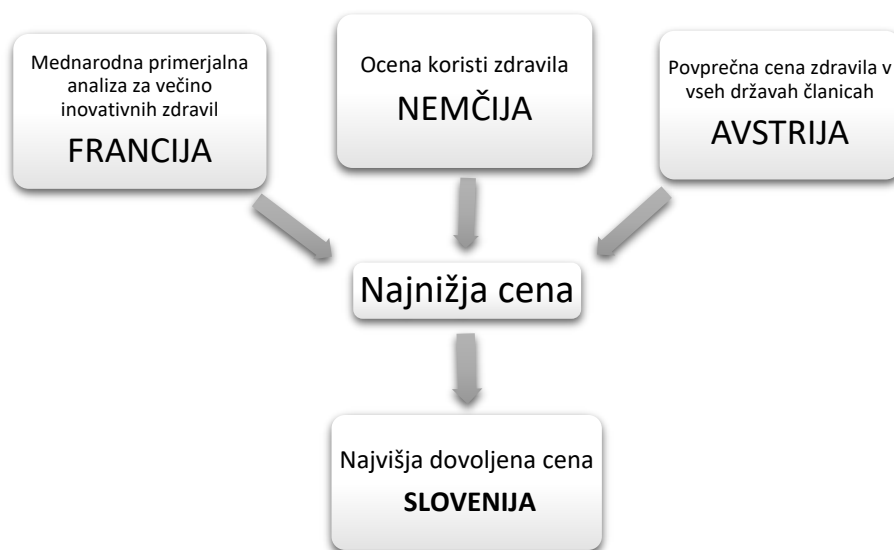 Mednarodna primerjalna
analiza za večino
inovativnih zdravil
FRANCIJA
Ocena koristi zdravila
NEMČIJA
Povprečna cena zdravila v
vseh državah članicah
AVSTRIJA
Najnižja cena
Najvišja dovoljena cena
SLOVENIJA